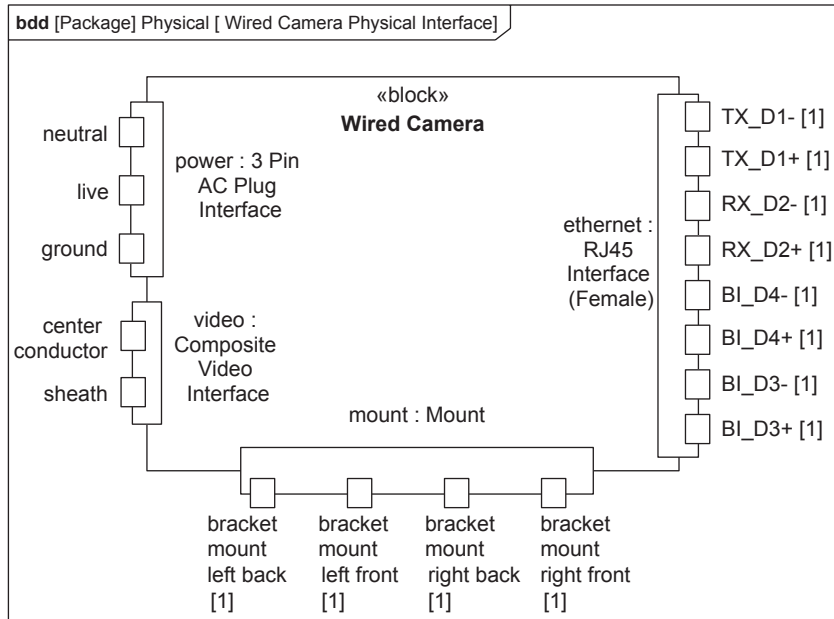 bdd [Package] Physical [ Wired Camera Physical Interface]
«block»
Wired Camera
neutral
live
ground
power : 3 Pin
AC Plug
Interface
center
conductor
sheath
video :
Composite
Video
Interface
ethernet :
RJ45
Interface
(Female)
TX_D1- [1]
TX_D1+ [1]
RX_D2- [1]
RX_D2+ [1]
BI_D4- [1]
BI_D4+ [1]
BI_D3- [1]
BI_D3+ [1]
mount : Mount
bracket
mount
left back
[1]
bracket
mount
left front
[1]
bracket
mount
right back
[1]
bracket
mount
right front
[1]